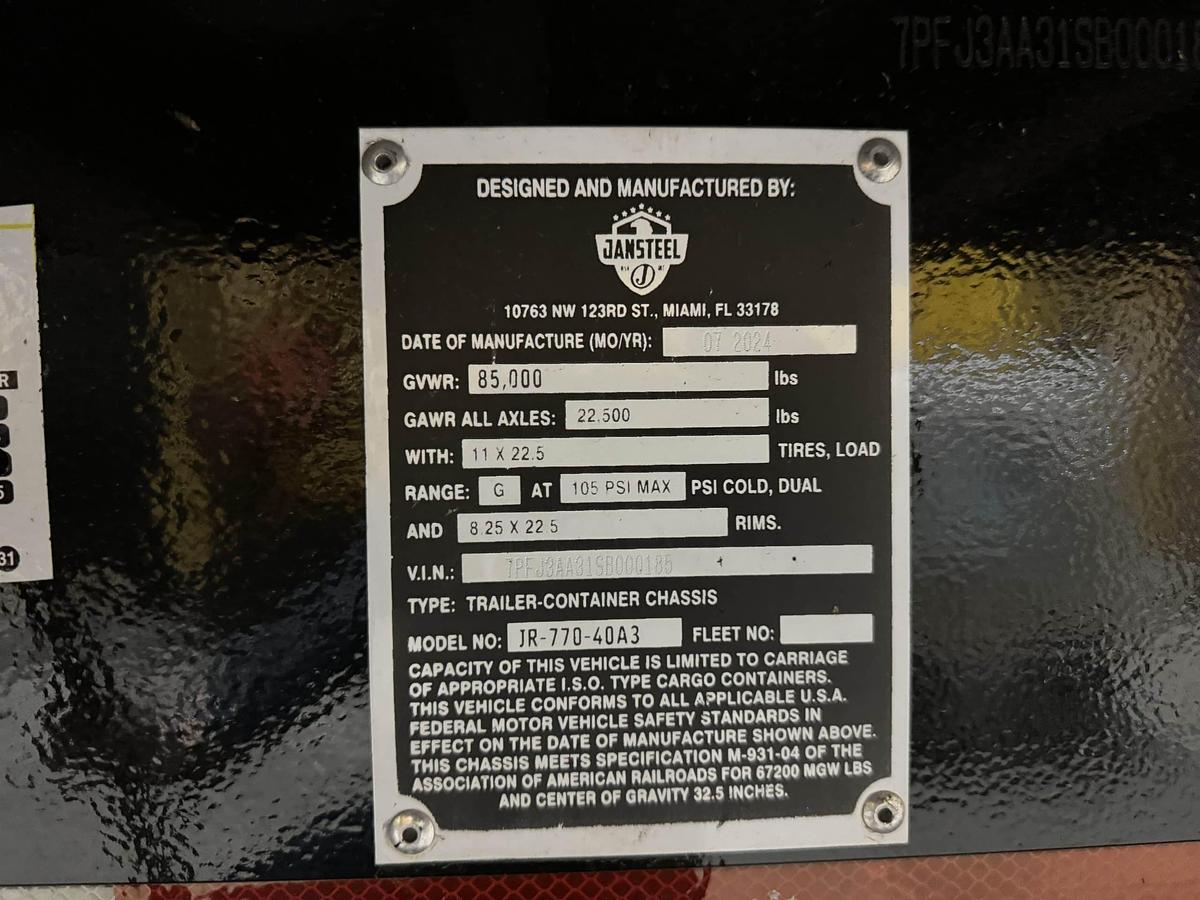 7PFJ3AA31SB00018
DESIGNED AND MANUFACTURED BY:
JANSTEEL
J
10763 NW 123RD ST., MIAMI, FL 33178
DATE OF MANUFACTURE (MO/YR): 07 2024
GVWR: 85,000 lbs
GAWR ALL AXLES: 22.500 lbs
WITH: 11 X 22.5 TIRES, LOAD
RANGE: G AT 105 PSI MAX PSI COLD, DUAL
AND 8.25 X 22.5 RIMS.
V.I.N.: 7PFJ3AA31SB000185
TYPE: TRAILER-CONTAINER CHASSIS
MODEL NO: JR-770-40A3 FLEET NO:
CAPACITY OF THIS VEHICLE IS LIMITED TO CARRIAGE
OF APPROPRIATE I.S.O. TYPE CARGO CONTAINERS.
THIS VEHICLE CONFORMS TO ALL APPLICABLE U.S.A.
FEDERAL MOTOR VEHICLE SAFETY STANDARDS IN
EFFECT ON THE DATE OF MANUFACTURE SHOWN ABOVE.
THIS CHASSIS MEETS SPECIFICATION M-931-04 OF THE
ASSOCIATION OF AMERICAN RAILROADS FOR 67200 MGW LBS
AND CENTER OF GRAVITY 32.5 INCHES.
R
5
31